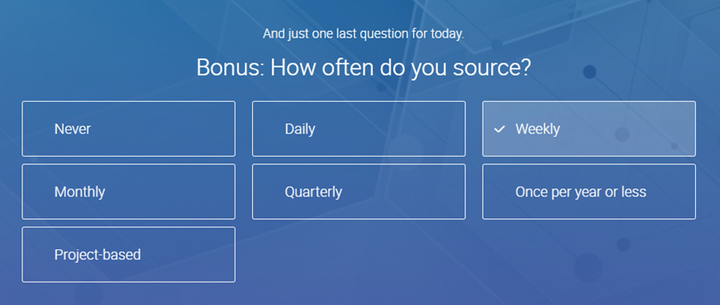 And just one last question for today.
Bonus: How often do you source?
Never
Daily
Weekly
Monthly
Quarterly
Once per year or less
Project-based